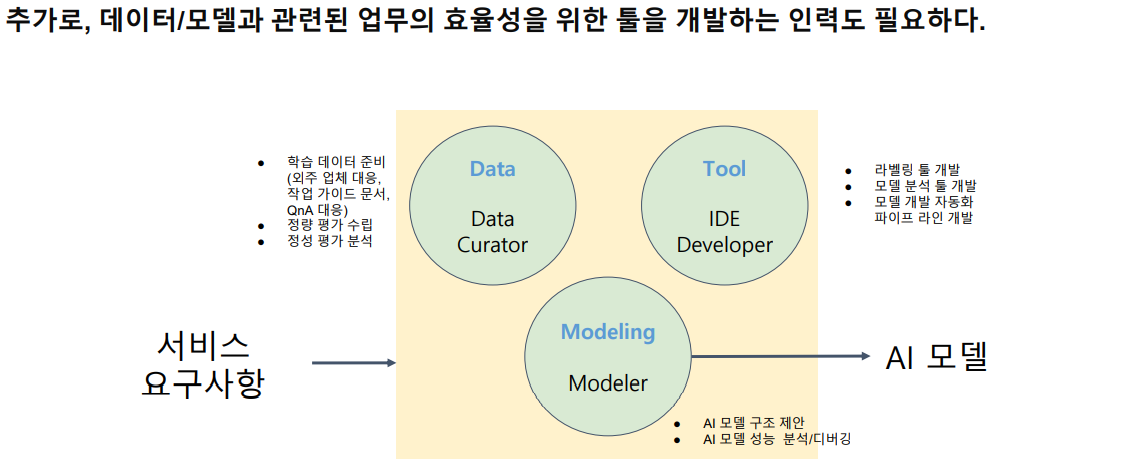 추가로, 데이터/모델과 관련된 업무의 효율성을 위한 툴을 개발하는 인력도 필요하다.
● 학습 데이터 준비
(외주 업체 대응,
작업 가이드 문서,
QnA 대응)
● 정량 평가 수립
● 정성 평가 분석
Data
Data
Curator
Tool
IDE
Developer
● 라벨링 툴 개발
● 모델 분석 툴 개발
● 모델 개발 자동화
파이프 라인 개발
서비스
요구사항
Modeling
Modeler
AI 모델
● AI 모델 구조 제안
● AI 모델 성능 분석/디버깅